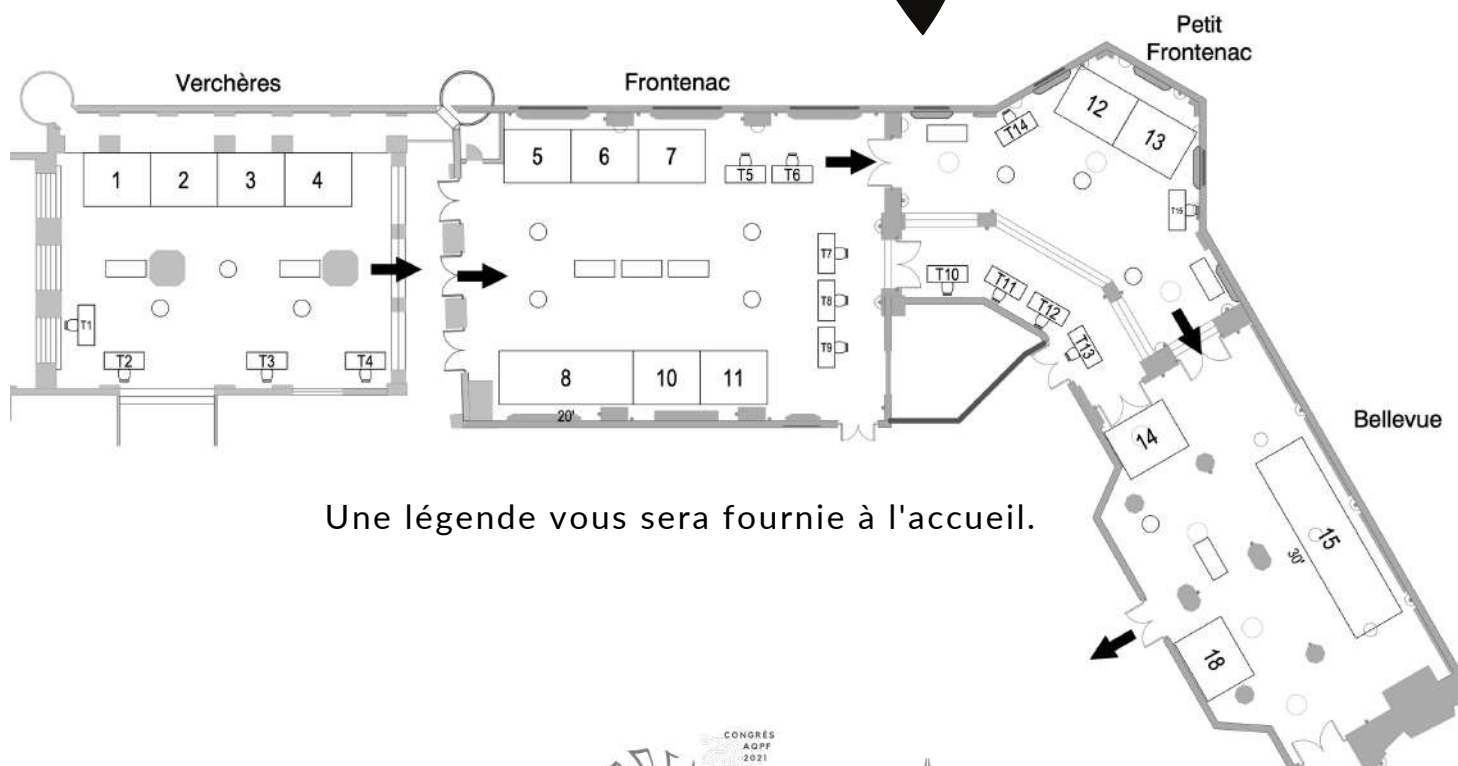 Petit
Frontenac
Verchères
Frontenac
12
13
T14
5 6 7
1 2 3 4
T5 T6
T15
T7
T10
T11
T8
T12
T1
T13
T9
T2 T3 T4
8 10 11
20'
Bellevue
14
Une légende vous sera fournie à l'accueil.
15
30'
18
CONGRÈS
AQPF
2021